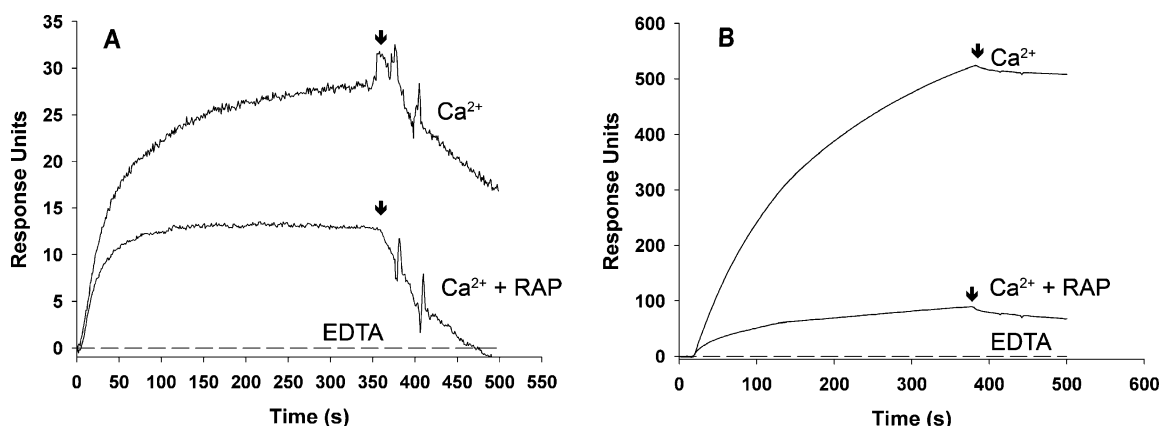 A
Response Units
35
30
25
20
15
10
5
0
Ca²⁺
Ca²⁺ + RAP
EDTA
0 50 100 150 200 250 300 350 400 450 500 550
Time (s)
B
Response Units
600
500
400
300
200
100
0
Ca²⁺
Ca²⁺ + RAP
EDTA
0 100 200 300 400 500 600
Time (s)